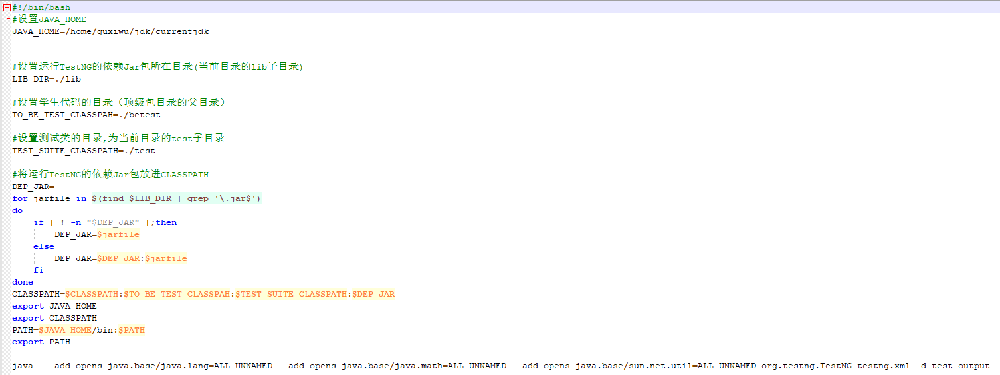 #!/bin/bash
#设置JAVA_HOME
JAVA_HOME=/home/guxiwu/jdk/currentjdk
#设置运行TestNG的依赖Jar包所在目录(当前目录的lib子目录)
LIB_DIR=./lib
#设置学生代码的目录（顶级包目录的父目录）
TO_BE_TEST_CLASSPAH=./betest
#设置测试类的目录,为当前目录的test子目录
TEST_SUITE_CLASSPATH=./test
#将运行TestNG的依赖Jar包放进CLASSPATH
DEP_JAR=
for jarfile in $(find $LIB_DIR | grep '\.jar$')
do
    if [ ! -n "$DEP_JAR" ];then
        DEP_JAR=$jarfile
    else
        DEP_JAR=$DEP_JAR:$jarfile
    fi
done
CLASSPATH=$CLASSPATH:$TO_BE_TEST_CLASSPAH:$TEST_SUITE_CLASSPATH:$DEP_JAR
export JAVA_HOME
export CLASSPATH
PATH=$JAVA_HOME/bin:$PATH
export PATH
java  --add-opens java.base/java.lang=ALL-UNNAMED --add-opens java.base/java.math=ALL-UNNAMED --add-opens java.base/sun.net.util=ALL-UNNAMED org.testng.TestNG testng.xml -d test-output